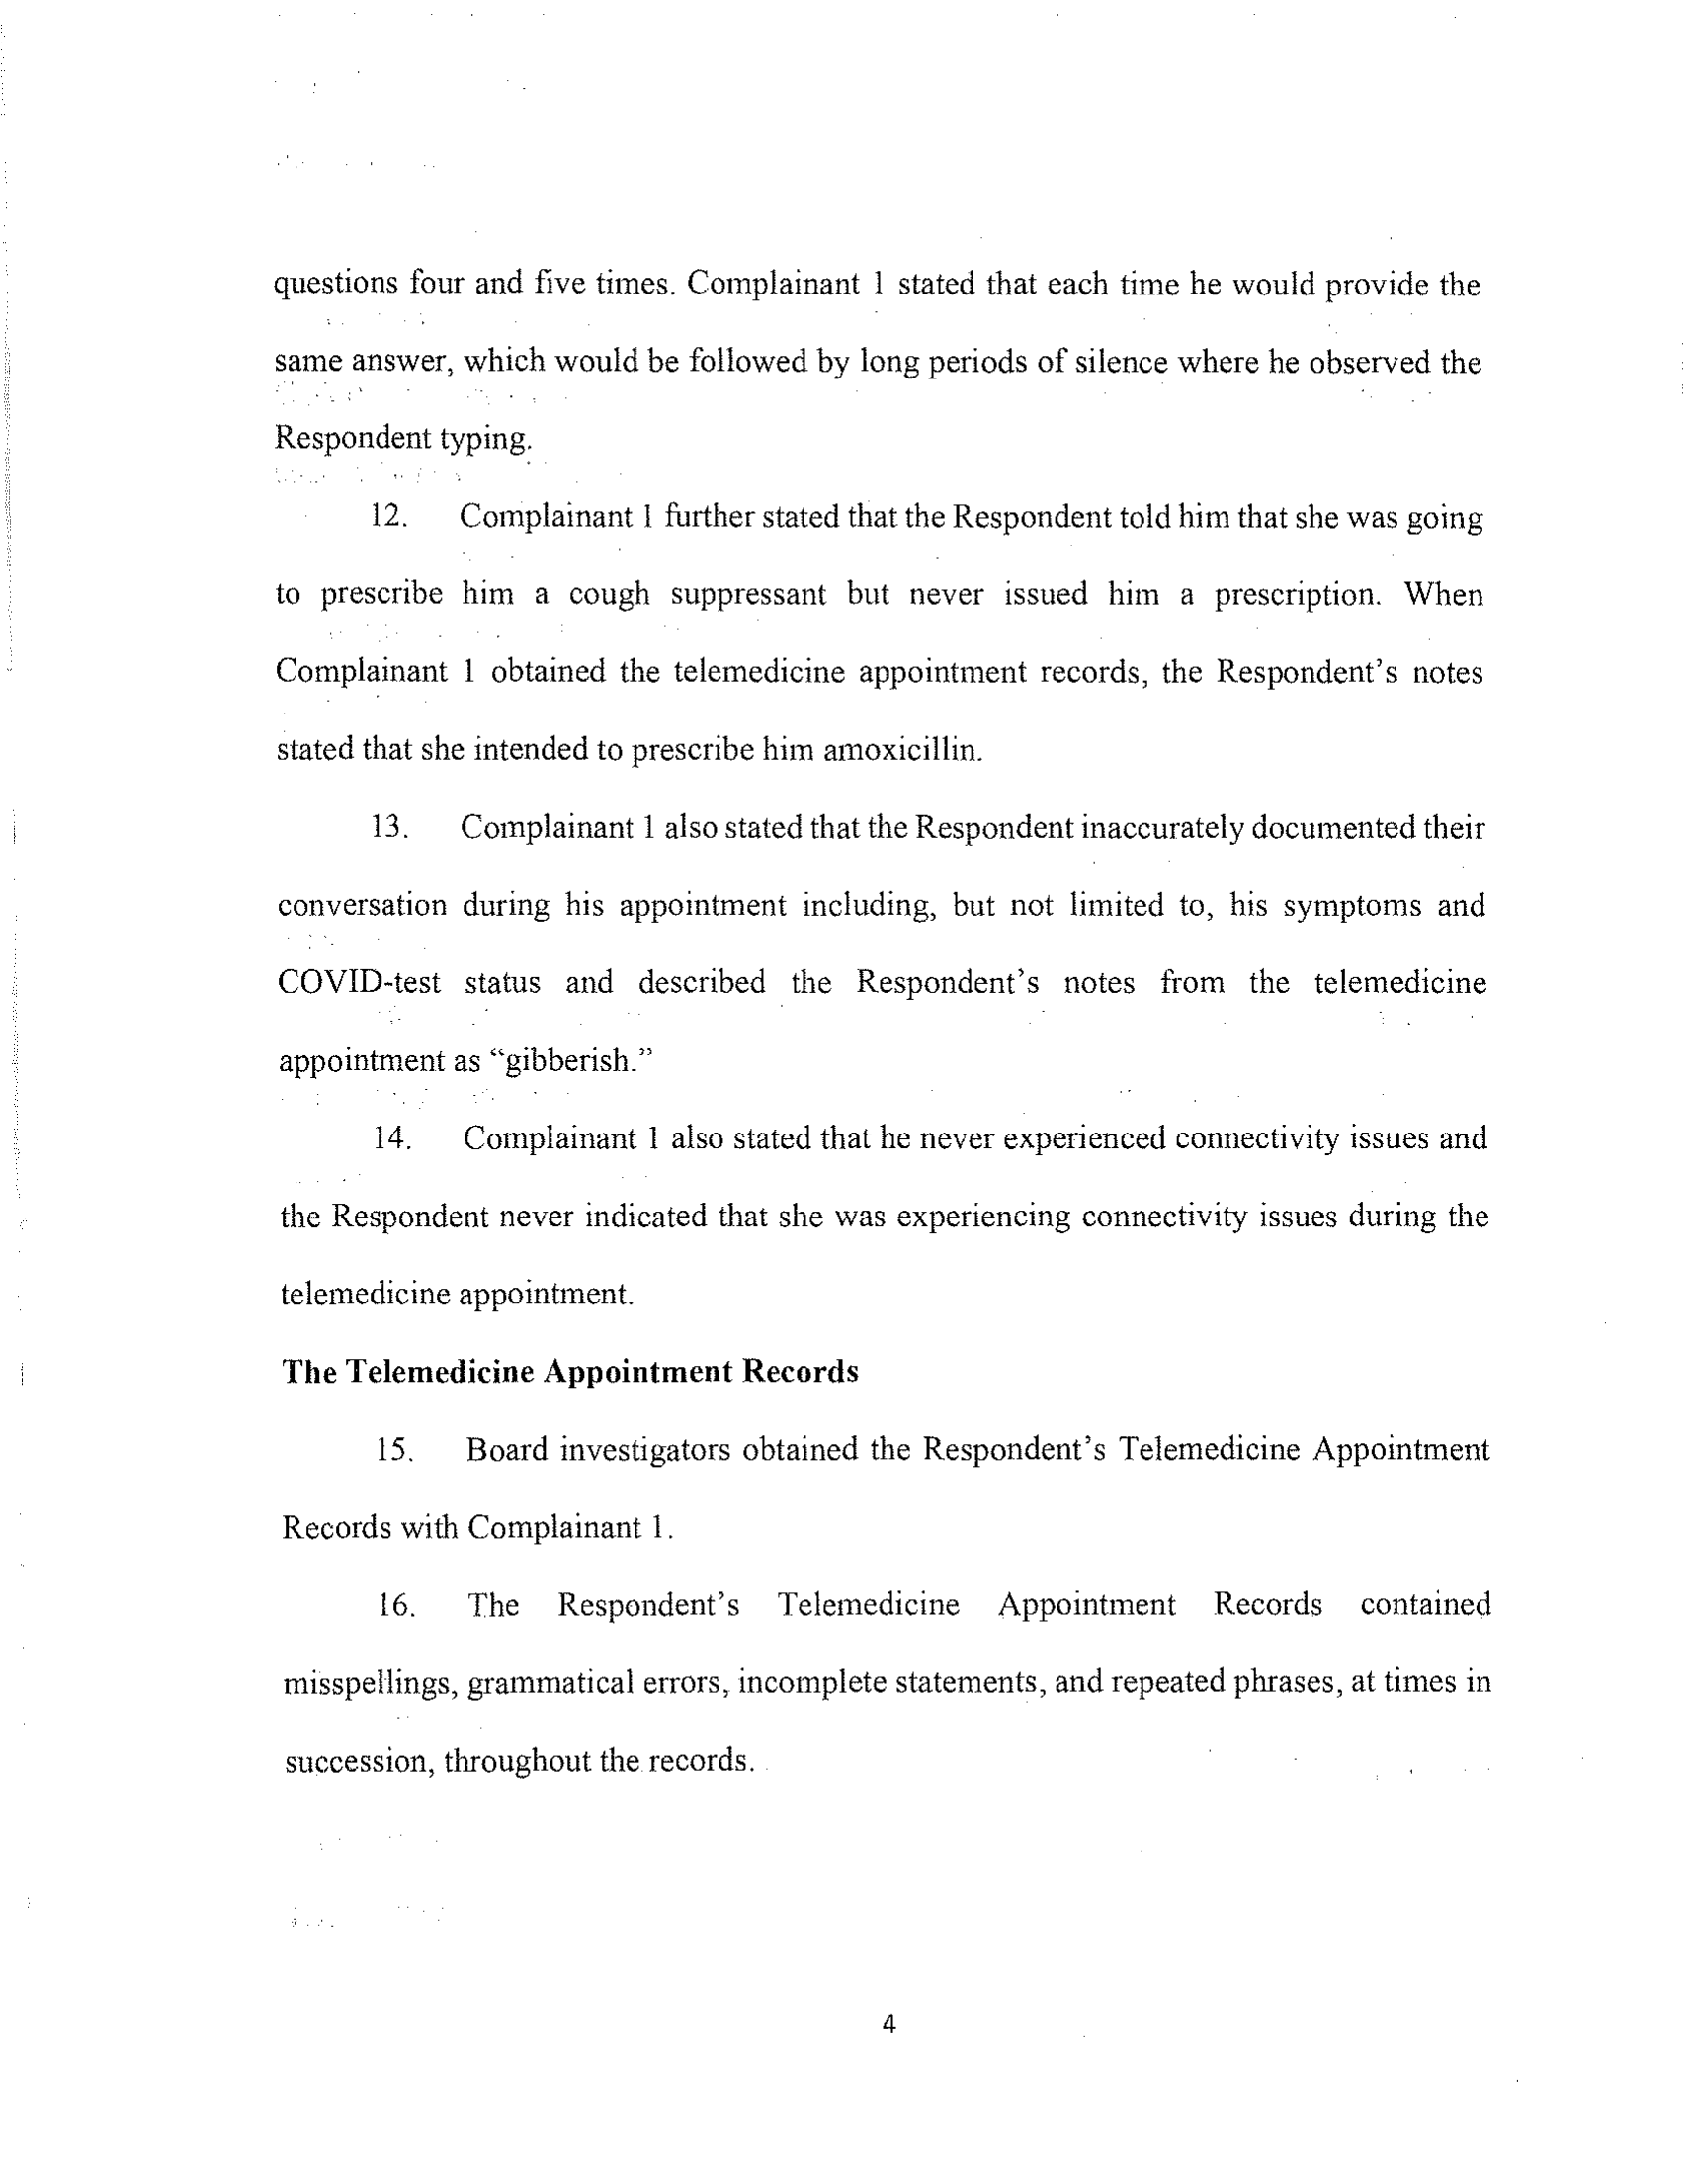 questions four and five times. Complainant 1 stated that each time he would provide the
same answer, which would be followed by long periods of silence where he observed the
Respondent typing.
12. Complainant 1 further stated that the Respondent told him that she was going
to prescribe him a cough suppressant but never issued him a prescription. When
Complainant 1 obtained the telemedicine appointment records, the Respondent's notes
stated that she intended to prescribe him amoxicillin.
13. Complainant 1 also stated that the Respondent inaccurately documented their
conversation during his appointment including, but not limited to, his symptoms and
COVID-test status and described the Respondent's notes from the telemedicine
appointment as “gibberish.”
14. Complainant 1 also stated that he never experienced connectivity issues and
the Respondent never indicated that she was experiencing connectivity issues during the
telemedicine appointment.
The Telemedicine Appointment Records
15. Board investigators obtained the Respondent's Telemedicine Appointment
Records with Complainant 1.
16. The Respondent's Telemedicine Appointment Records contained
misspellings, grammatical errors, incomplete statements, and repeated phrases, at times in
succession, throughout the records.
4